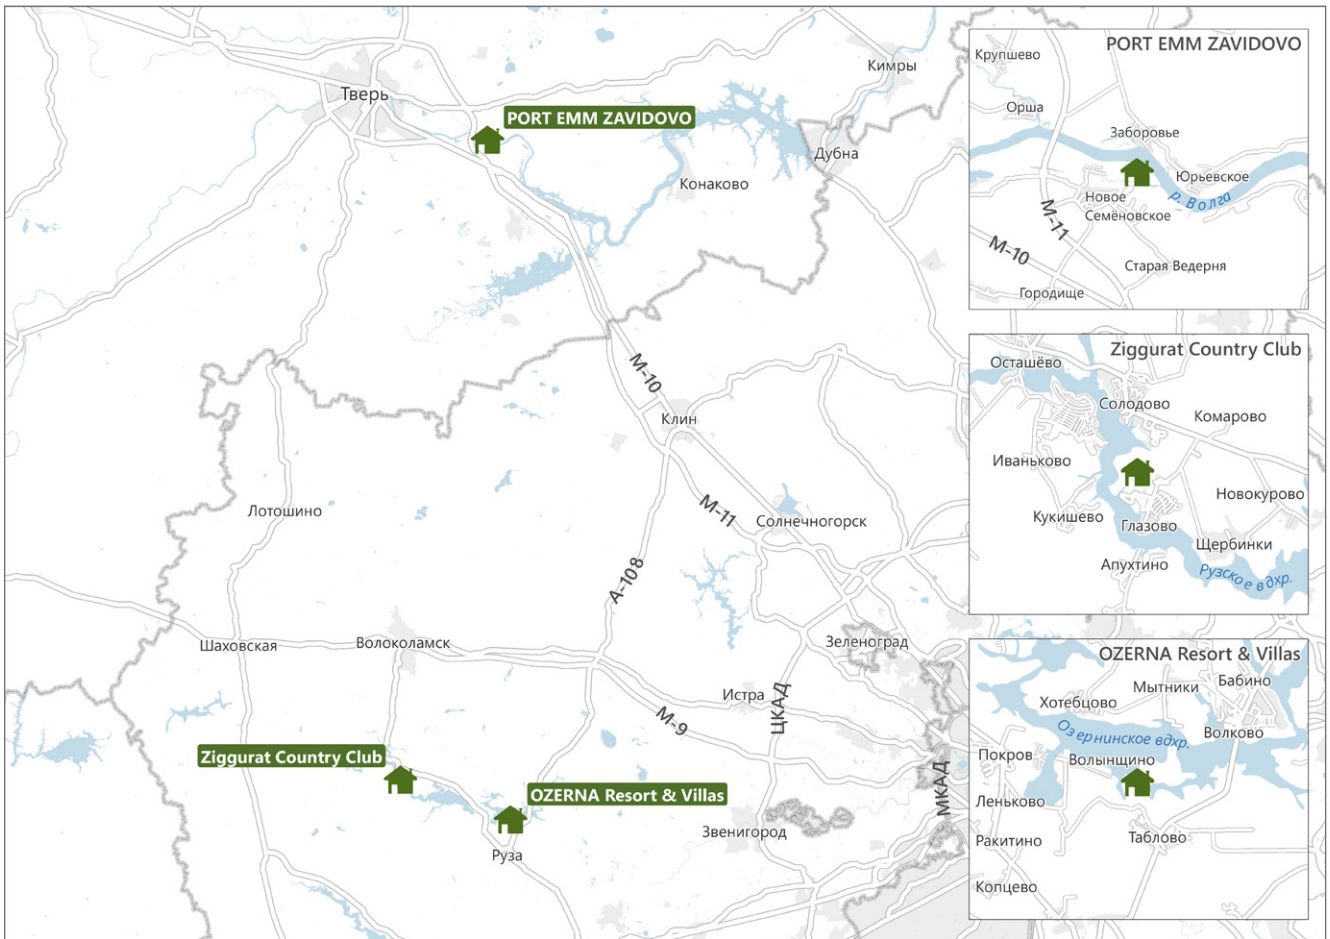 Тверь
PORT EMM ZAVIDOVO
Кимры
Дубна
Конаково
М-10
Клин
Лотошино
М-11
Солнечногорск
А-108
Шаховская
Волоколамск
Зеленоград
Истра
ЦКАД
М-9
МКАД
Ziggurat Country Club
OZERNA Resort & Villas
Звенигород
Руза
PORT EMM ZAVIDOVO
Крупшево
Орша
Заборовье
Юрьевское
Новое
Семёновское
р. Волга
М-11
М-10
Старая Ведерня
Городище
Ziggurat Country Club
Осташёво
Солодово
Комарово
Иваньково
Новокурово
Кукишево
Глазово
Щербинки
Апухтино
Рузское вдхр.
OZERNA Resort & Villas
Бабино
Мытники
Хотебцово
Озернинское вдхр.
Волково
Покров
Волынщино
Леньково
Ракитино
Таблово
Копцево